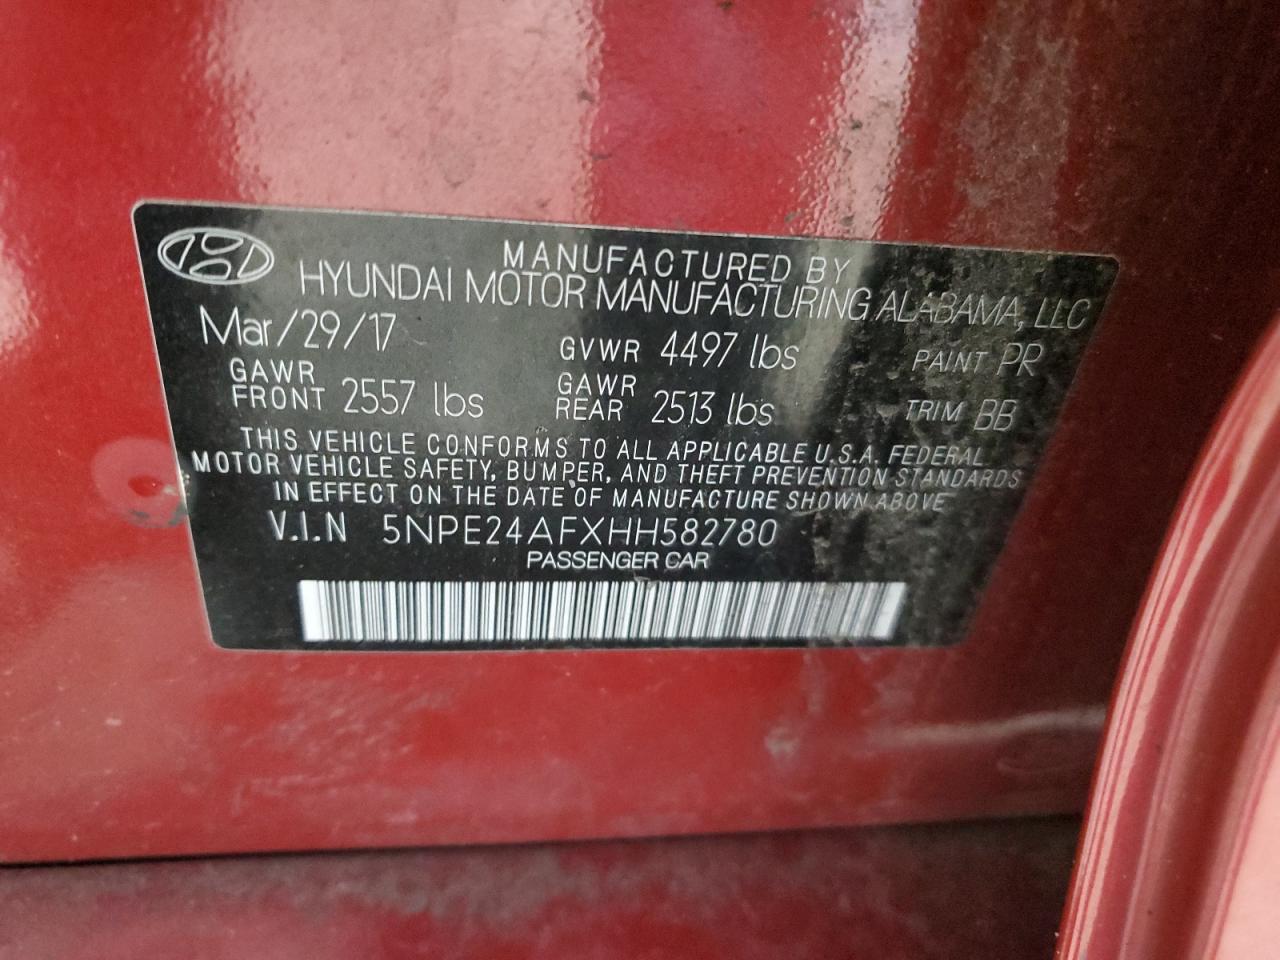 MANUFACTURED BY
HYUNDAI MOTOR MANUFACTURING ALABAMA, LLC
Mar/29/17 GVWR 4497 lbs PAINT PR
GAWR FRONT 2557 lbs GAWR REAR 2513 lbs TRIM BB
THIS VEHICLE CONFORMS TO ALL APPLICABLE U.S.A. FEDERAL
MOTOR VEHICLE SAFETY, BUMPER, AND THEFT PREVENTION STANDARDS
IN EFFECT ON THE DATE OF MANUFACTURE SHOWN ABOVE
V.I.N 5NPE24AFXHH582780
PASSENGER CAR